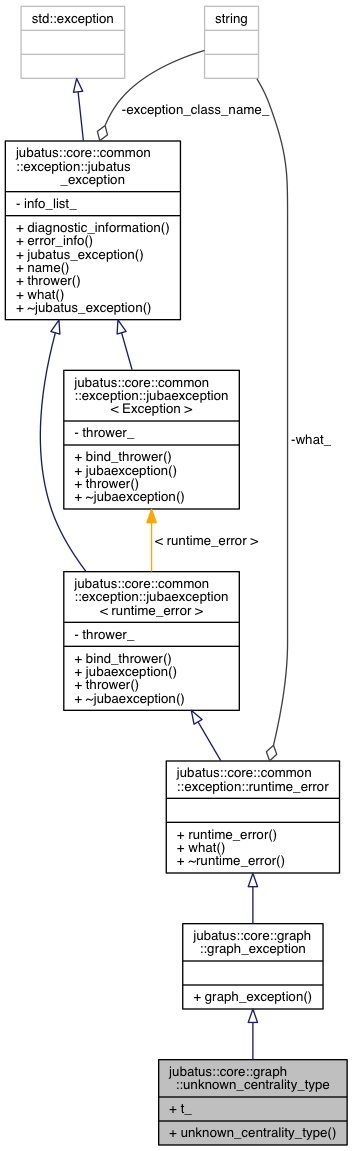 std::exception
string
-exception_class_name_
jubatus::core::common
::exception::jubatus
_exception
- info_list_
+ diagnostic_information()
+ error_info()
+ jubatus_exception()
+ name()
+ thrower()
+ what()
+ ~jubatus_exception()
jubatus::core::common
::exception::jubaexception
< Exception >
- thrower_
+ bind_thrower()
+ jubaexception()
+ thrower()
+ ~jubaexception()
-what_
< runtime_error >
jubatus::core::common
::exception::jubaexception
< runtime_error >
- thrower_
+ bind_thrower()
+ jubaexception()
+ thrower()
+ ~jubaexception()
jubatus::core::common
::exception::runtime_error
+ runtime_error()
+ what()
+ ~runtime_error()
jubatus::core::graph
::graph_exception
+ graph_exception()
jubatus::core::graph
::unknown_centrality_type
+ t_
+ unknown_centrality_type()